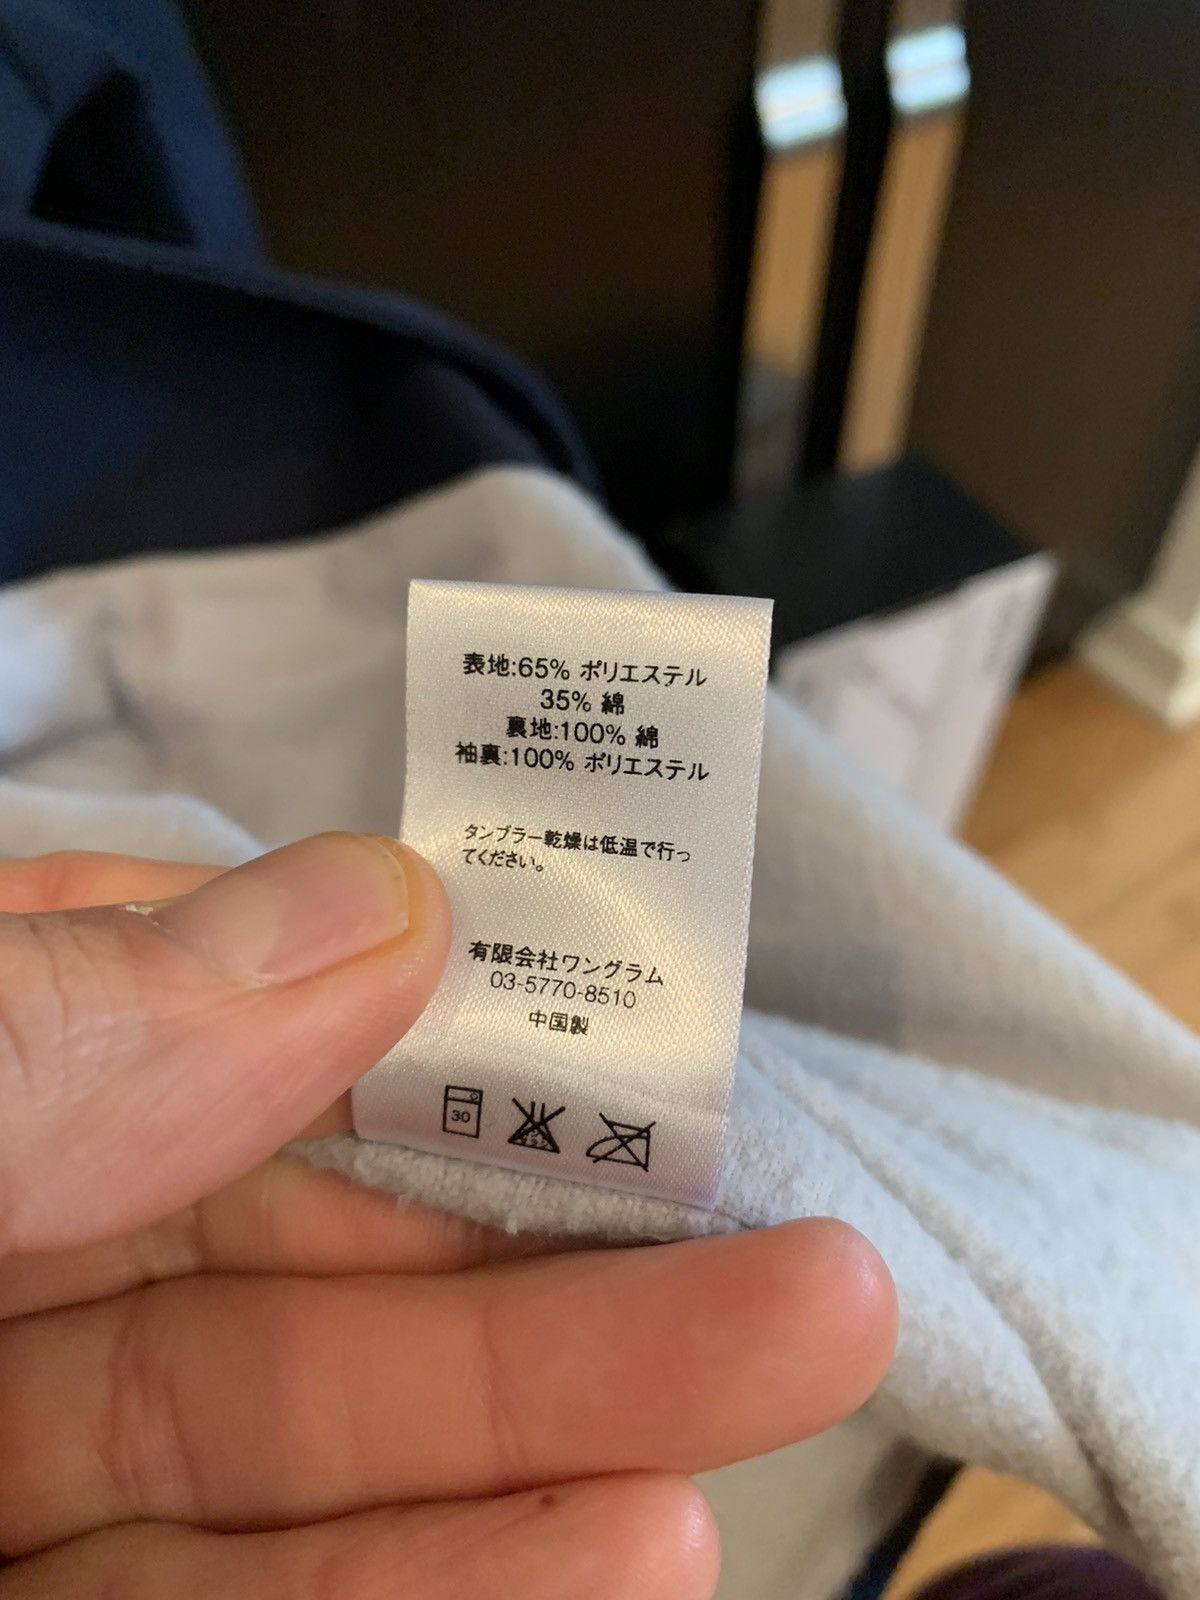 表地:65% ポリエステル
35% 綿
裏地:100% 綿
袖裏:100% ポリエステル
タンブラー乾燥は低温で行っ
てください。
有限会社ワングラム
03-5770-8510
中国製
30